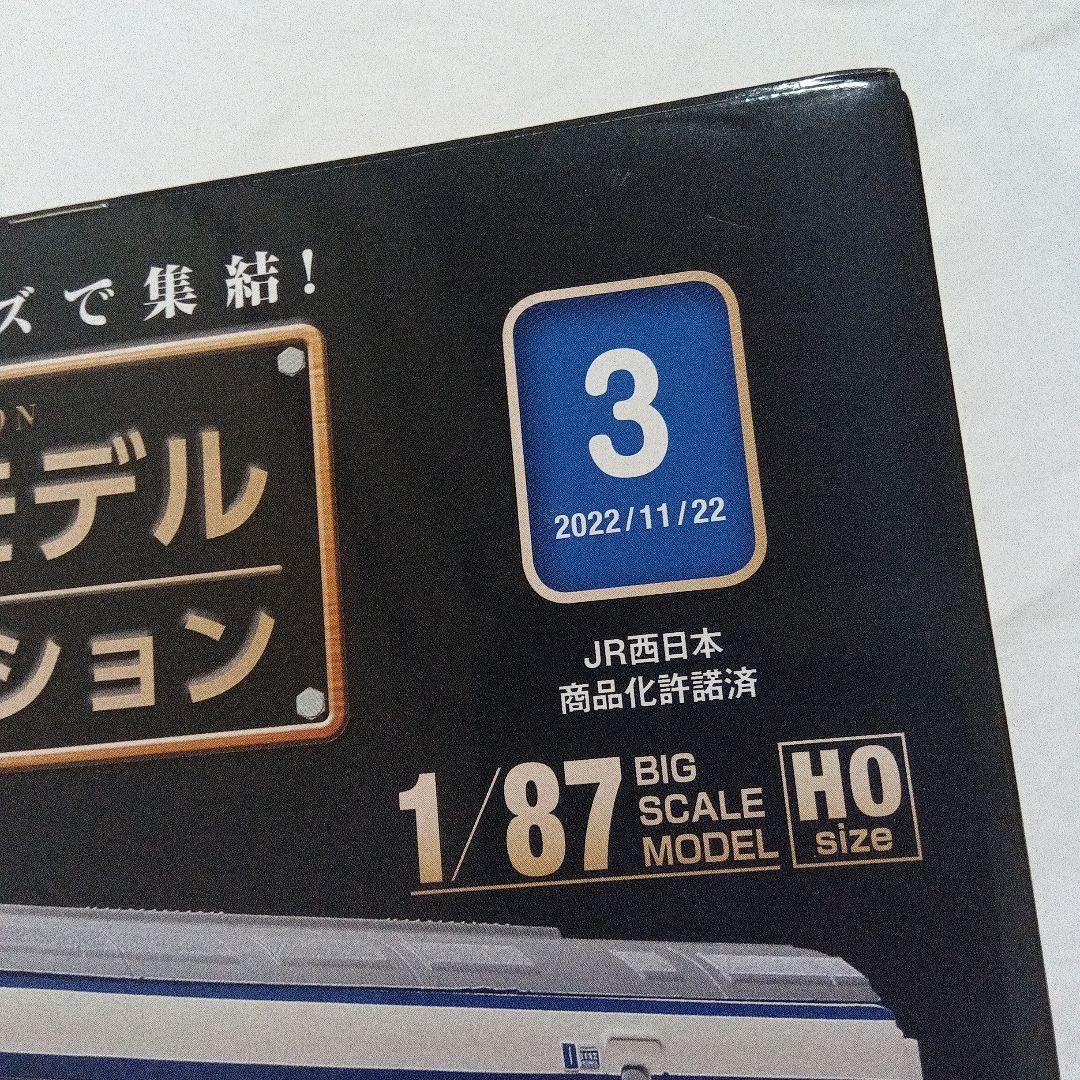 ズで集結!
ON
モデル
ション
3
2022/11/22
JR西日本
商品化許諾済
1/87
BIG
SCALE
MODEL
HO
size